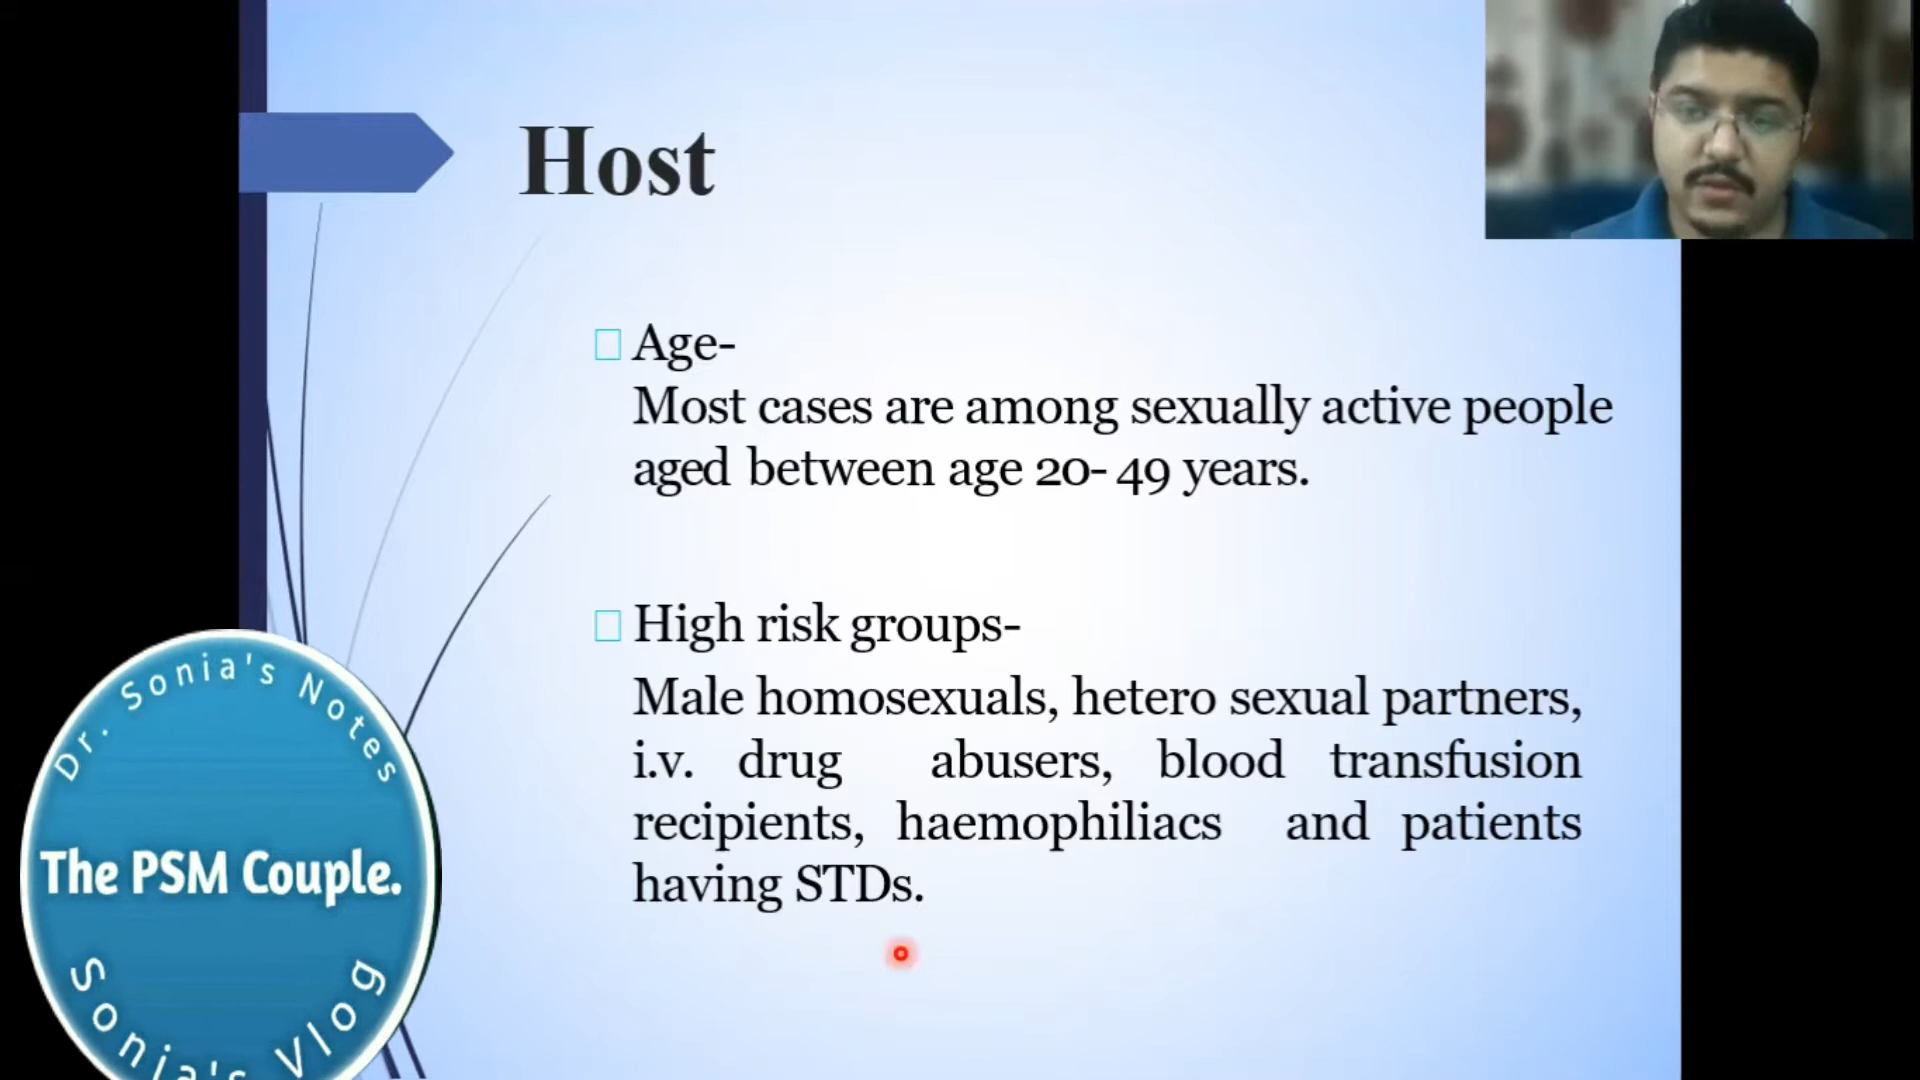 Host
Age-
Most cases are among sexually active people
aged between age 20- 49 years.
High risk groups-
Male homosexuals, hetero sexual partners,
i.v. drug abusers, blood transfusion
recipients, haemophiliacs and patients
having STDs.
Dr. Sonia's Notes
The PSM Couple.
Sonia's Vlog